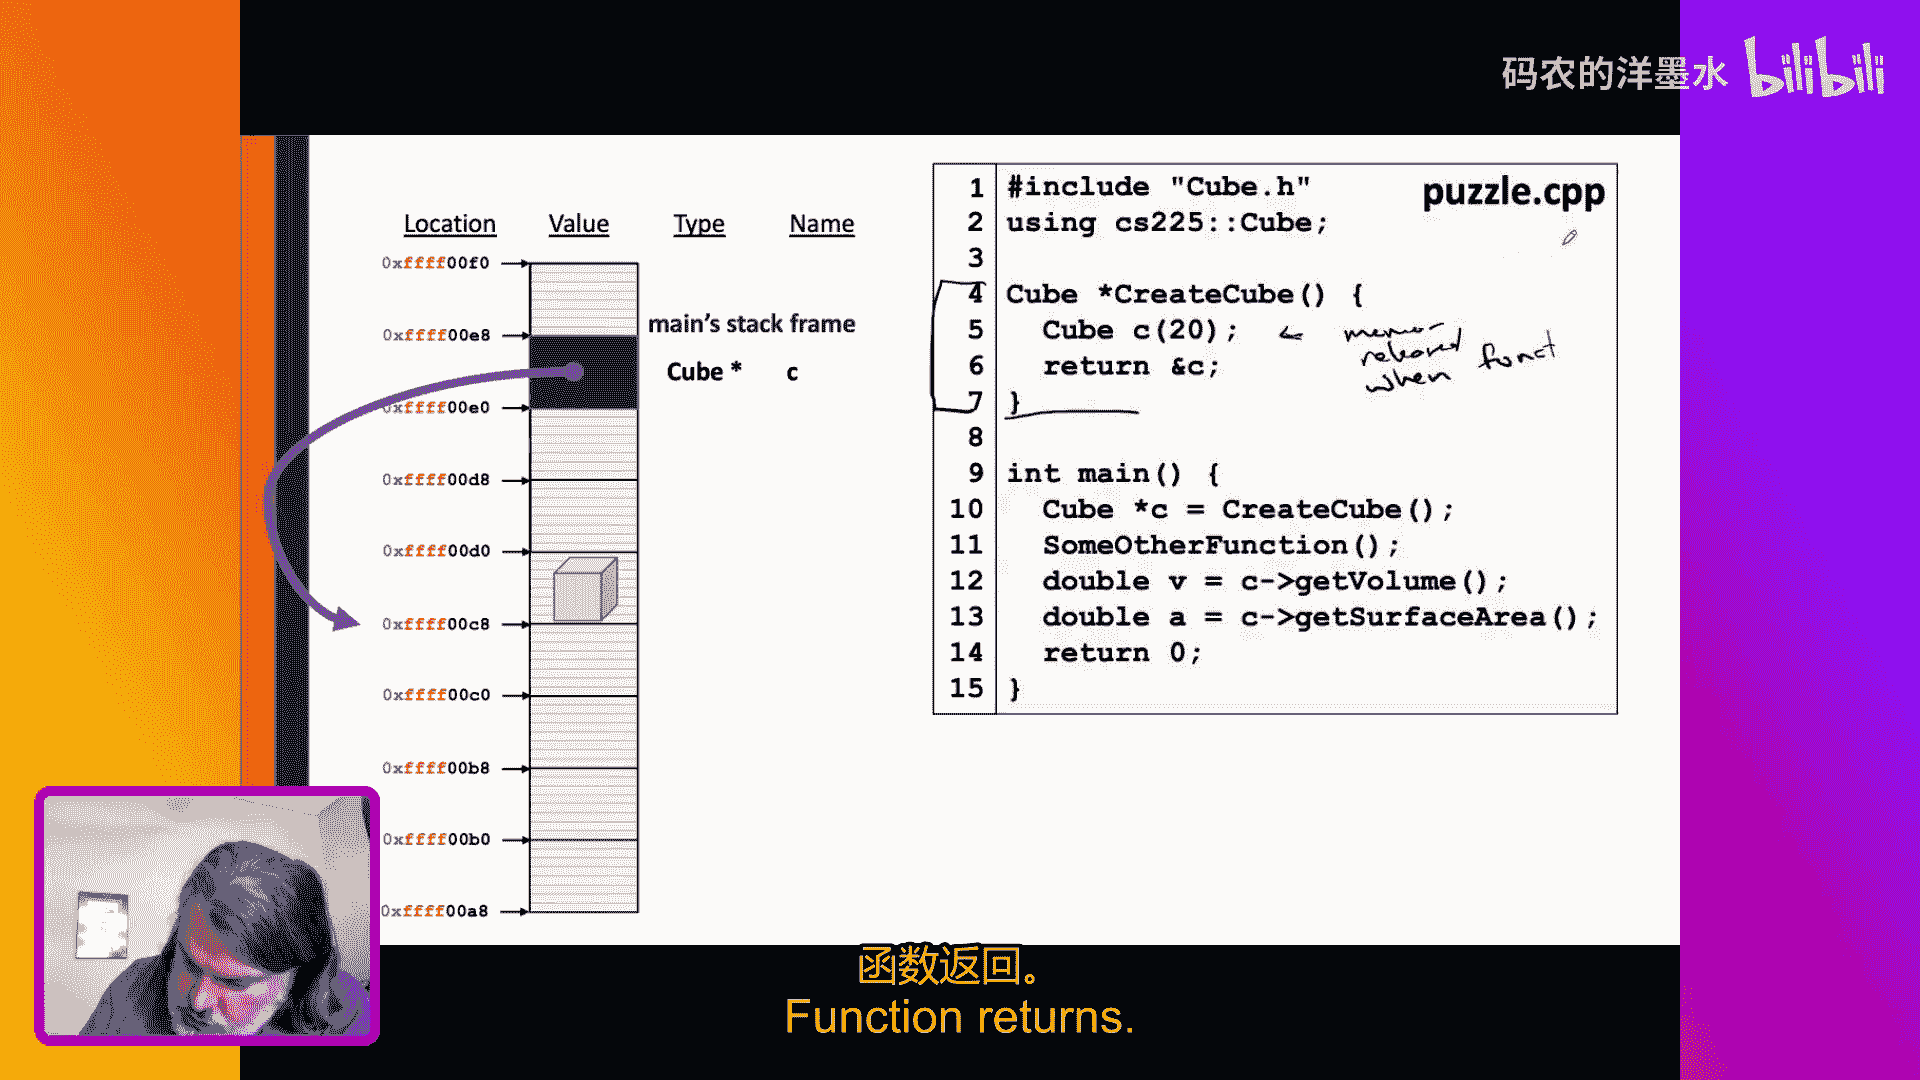 码农的洋墨水 bilibili
Location Value Type Name
0xffff00f0
main's stack frame
0xffff00e8
Cube * c
0xffff00e0
0xffff00d8
0xffff00d0
0xffff00c8
0xffff00c0
0xffff00b8
0xffff00b0
0xffff00a8
puzzle.cpp
1 #include "Cube.h"
2 using cs225::Cube;
3
4 Cube *CreateCube() {
5 Cube c(20); ←
6 return &c;
7 }
when funct
8
9 int main() {
10 Cube *c = CreateCube();
11 SomeOtherFunction();
12 double v = c->getVolume();
13 double a = c->getSurfaceArea();
14 return 0;
15 }
函数返回。
Function returns.